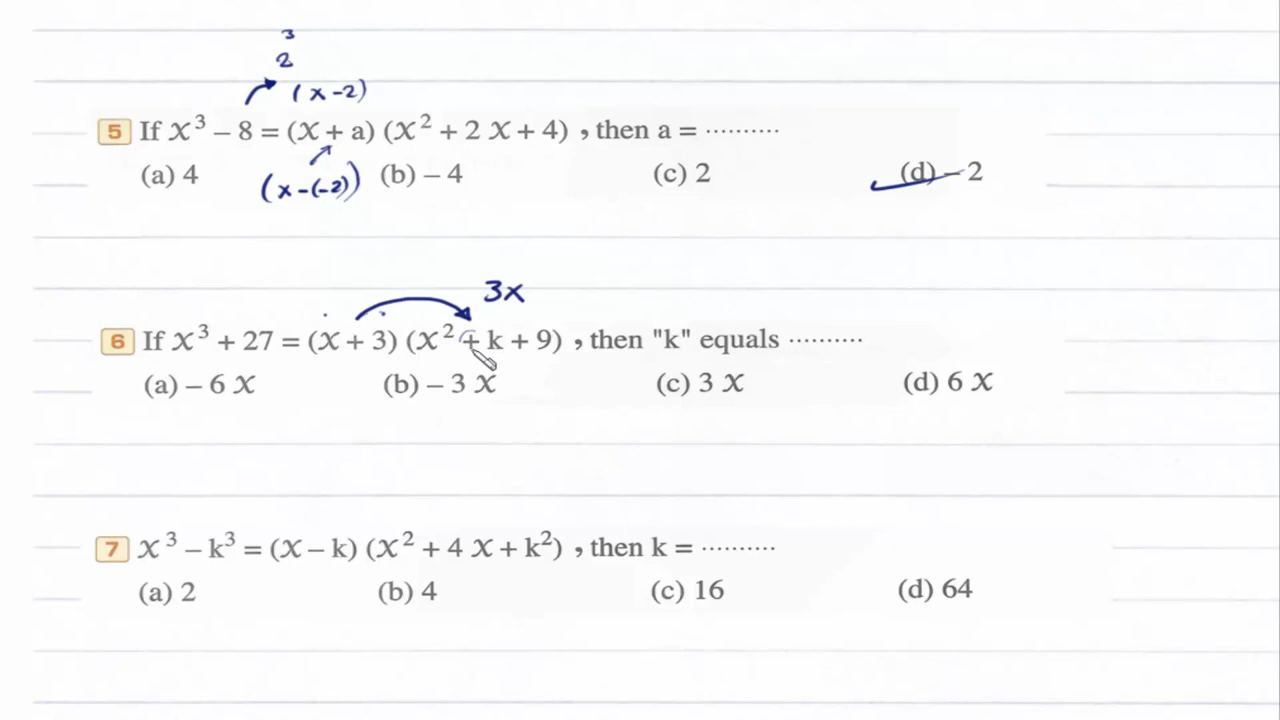 3
2
(x-2)
5 If x³ – 8 = (x + a) (x² + 2 x + 4) , then a = ··········
(a) 4 (b) – 4 (c) 2 (d) – 2
(x-(-2))
3x
6 If x³ + 27 = (x + 3) (x² + k + 9) , then "k" equals ··········
(a) – 6 x (b) – 3 x (c) 3 x (d) 6 x
7 x³ – k³ = (x – k) (x² + 4 x + k²) , then k = ··········
(a) 2 (b) 4 (c) 16 (d) 64